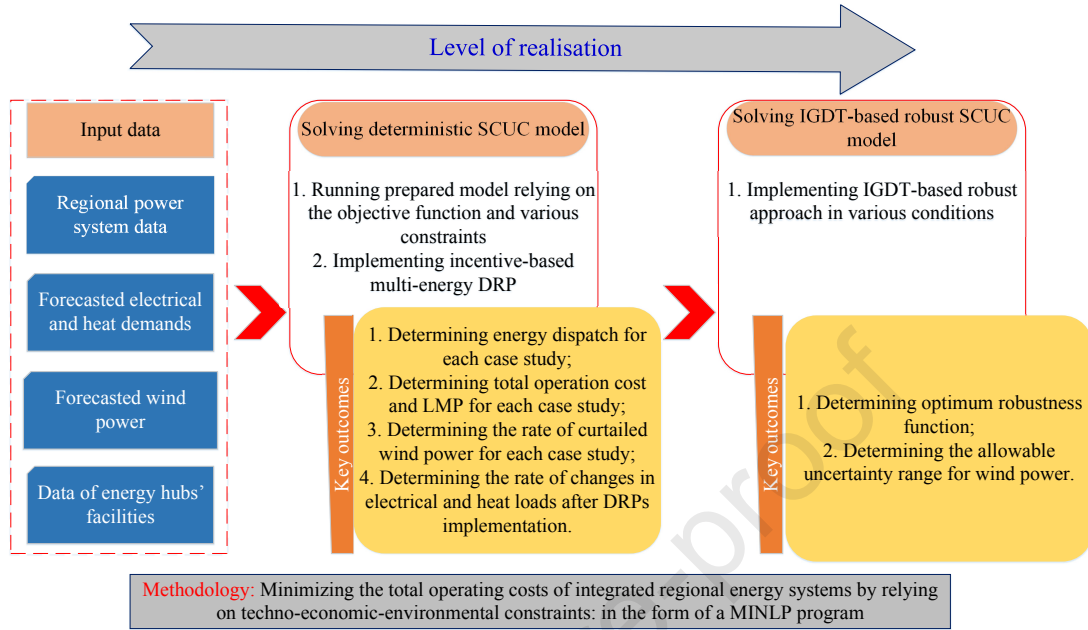 Level of realisation
Input data
Regional power
system data
Forecasted electrical
and heat demands
Forecasted wind
power
Data of energy hubs’
facilities
Solving deterministic SCUC model
1. Running prepared model relying on
the objective function and various
constraints
2. Implementing incentive-based
multi-energy DRP
Key outcomes
1. Determining energy dispatch for
each case study;
2. Determining total operation cost
and LMP for each case study;
3. Determining the rate of curtailed
wind power for each case study;
4. Determining the rate of changes in
electrical and heat loads after DRPs
implementation.
Solving IGDT-based robust SCUC
model
1. Implementing IGDT-based robust
approach in various conditions
Key outcomes
1. Determining optimum robustness
function;
2. Determining the allowable
uncertainty range for wind power.
Methodology: Minimizing the total operating costs of integrated regional energy systems by relying
on techno-economic-environmental constraints: in the form of a MINLP program